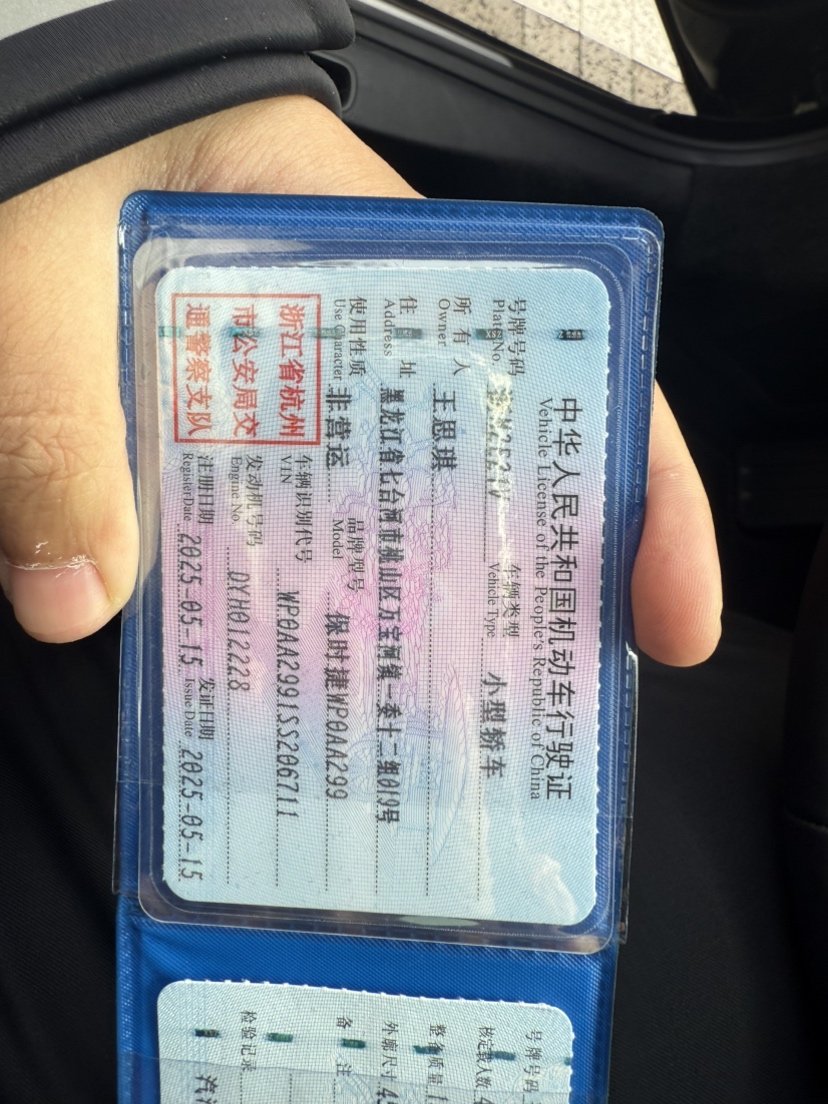 中华人民共和国机动车行驶证
Vehicle License of the People's Republic of China
号牌号码
Plate No.
车辆类型 小型轿车
Vehicle Type
所有人 王思琪
Owner
住址 黑龙江省七台河市桃山区万宝河镇一委十二组019号
Address
使用性质 非营运 品牌型号 保时捷WP0AA299
Use Character Model
浙江省杭州
市公安局交
通警察支队
车辆识别代号 WP0AA2991SS206711
VIN
发动机号码 DYH012228
Engine No.
注册日期 2025-05-15 发证日期 2025-05-15
Register Date Issue Date
号牌号码
核定载人数
整备质量
外廓尺寸
备注
检验记录